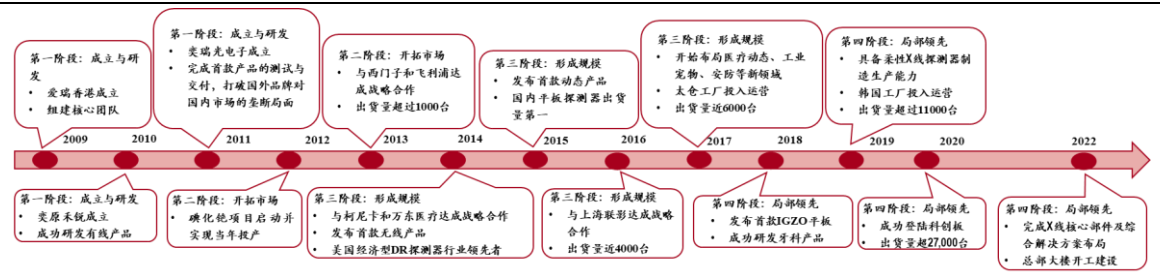 第一阶段：成立与研
发
• 爱瑞香港成立
• 组建核心团队
第一阶段：成立与研发
• 奕瑞光电子成立
• 完成首款产品的测试与
交付，打破国外品牌对
国内市场的垄断局面
第二阶段：开拓市场
• 与西门子和飞利浦达
成战略合作
• 出货量超过1000台
第三阶段：形成规模
• 发布首款动态产品
• 国内平板探测器出货
量第一
第三阶段：形成规模
• 开始布局医疗动态、工业
宠物、安防等新领域
• 太仓工厂投入运营
• 出货量近6000台
第四阶段：局部领先
• 具备柔性X线探测器制
造生产能力
• 韩国工厂投入运营
• 出货量超过11000台
2009 2010 2011 2012 2013 2014 2015 2016 2017 2018 2019 2020 2022
第一阶段：成立与研发
• 奕原禾锐成立
• 成功研发有线产品
第二阶段：开拓市场
• 碘化铯项目启动并
实现当年投产
第三阶段：形成规模
• 与柯尼卡和万东医疗达成战略合作
• 发布首款无线产品
• 美国经济型DR探测器行业领先者
第三阶段：形成规模
• 与上海联影达成战略
合作
• 出货量近4000台
第四阶段：局部领先
• 发布首款IGZO平板
• 成功研发牙科产品
第四阶段：局部领先
• 成功登陆科创板
• 出货量超27,000台
第四阶段：局部领先
• 完成X线核心部件及综
合解决方案布局
• 总部大楼开工建设